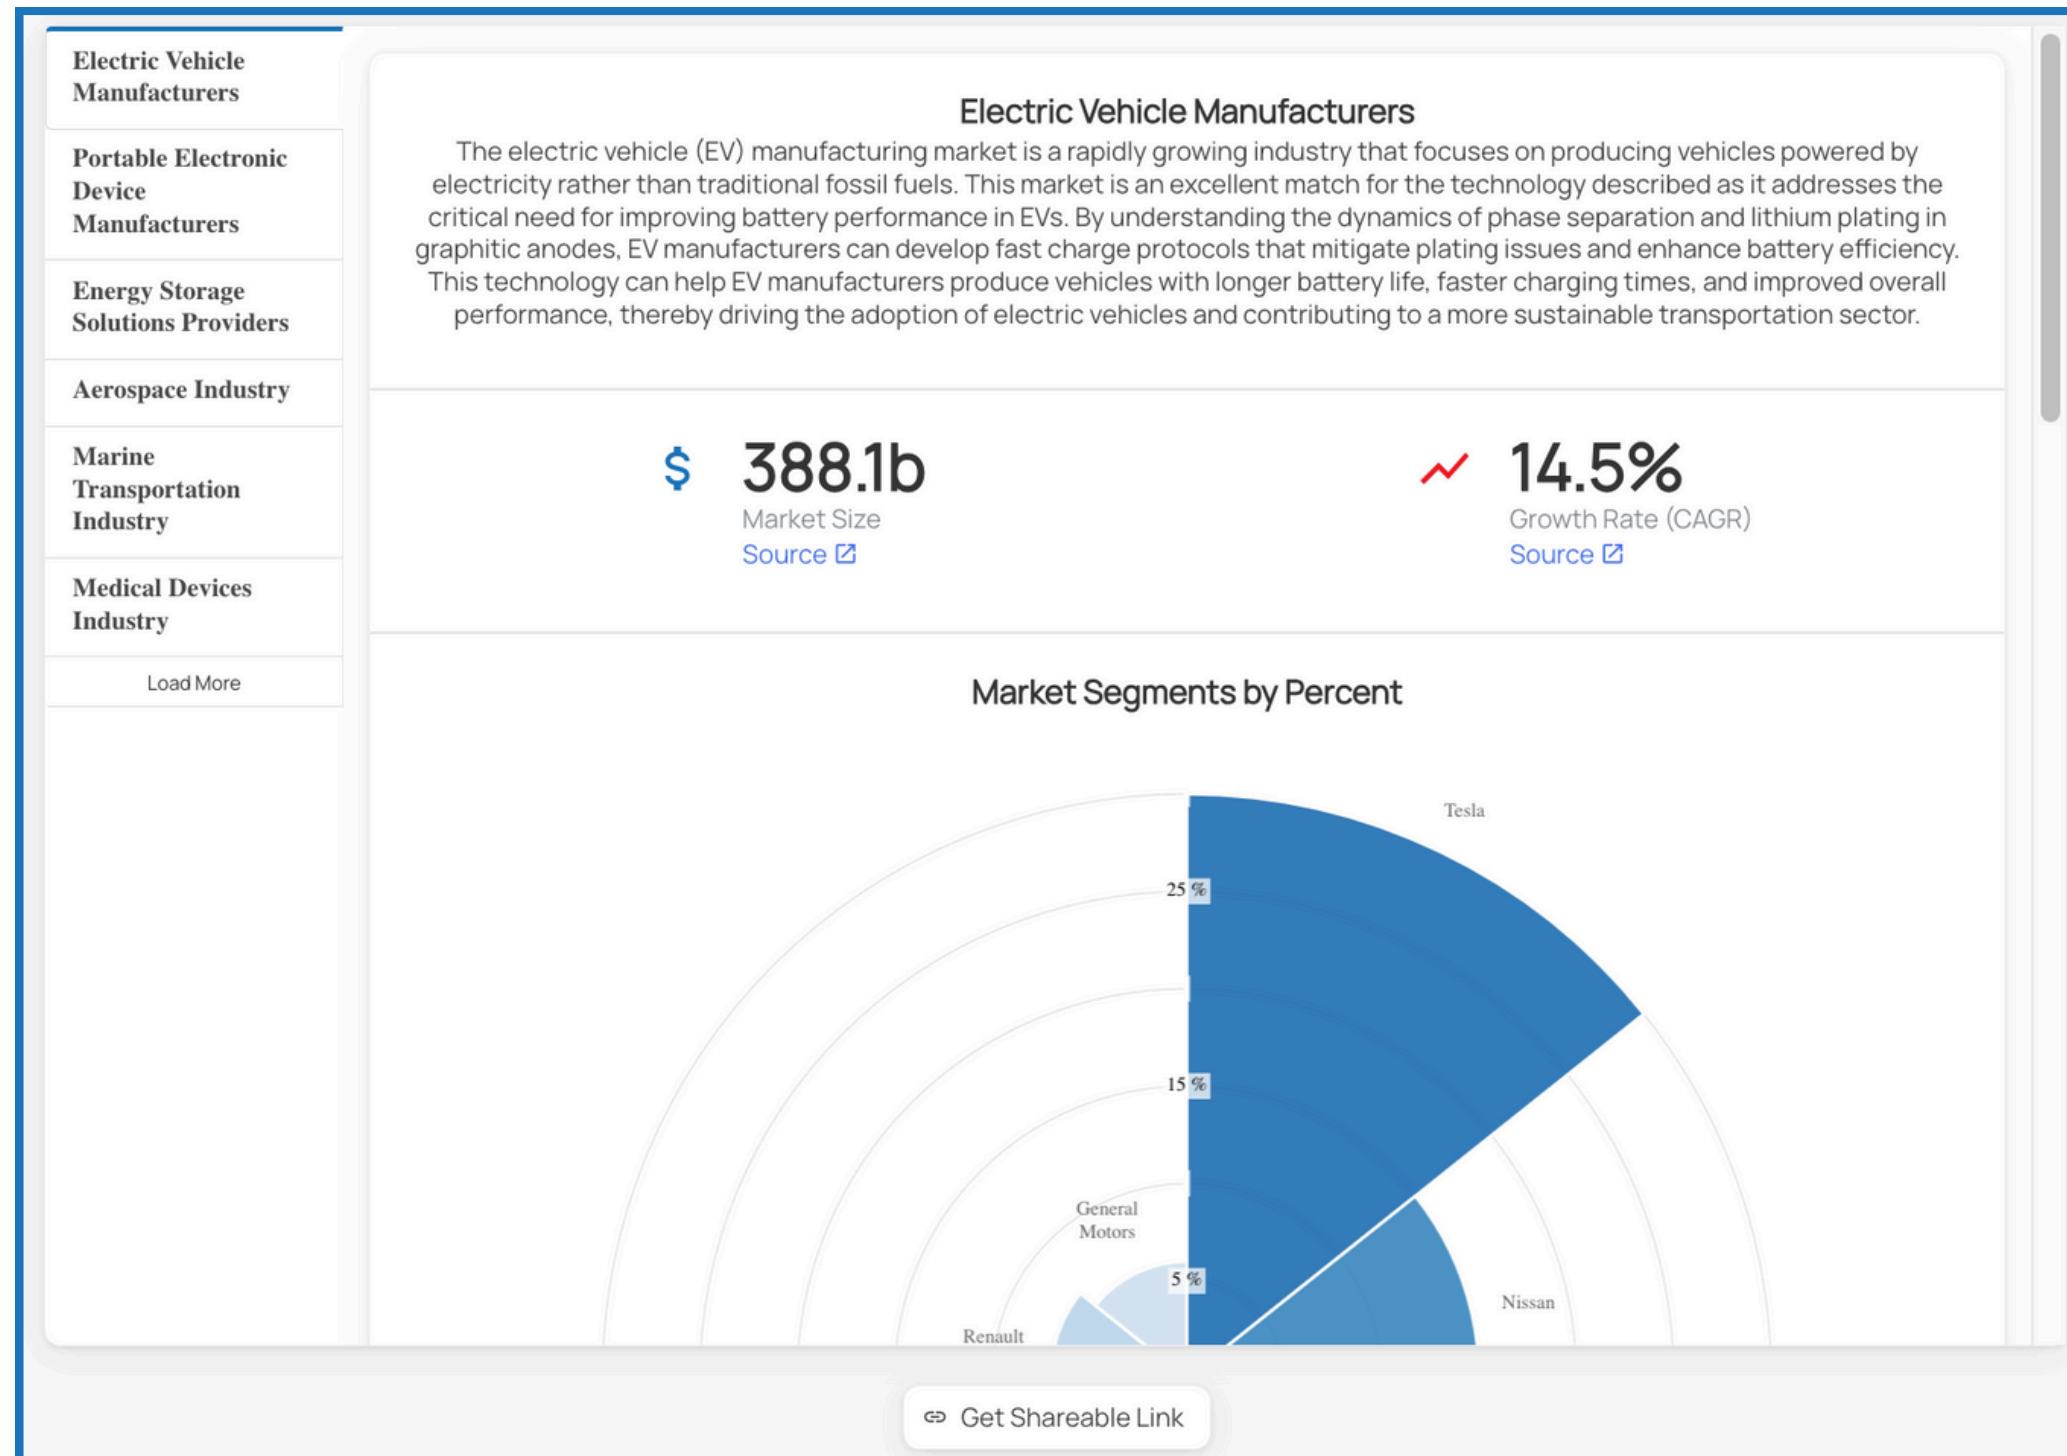 Electric Vehicle
Manufacturers
Portable Electronic
Device
Manufacturers
Energy Storage
Solutions Providers
Aerospace Industry
Marine
Transportation
Industry
Medical Devices
Industry
Load More
Electric Vehicle Manufacturers
The electric vehicle (EV) manufacturing market is a rapidly growing industry that focuses on producing vehicles powered by
electricity rather than traditional fossil fuels. This market is an excellent match for the technology described as it addresses the
critical need for improving battery performance in EVs. By understanding the dynamics of phase separation and lithium plating in
graphitic anodes, EV manufacturers can develop fast charge protocols that mitigate plating issues and enhance battery efficiency.
This technology can help EV manufacturers produce vehicles with longer battery life, faster charging times, and improved overall
performance, thereby driving the adoption of electric vehicles and contributing to a more sustainable transportation sector.
$ 388.1b
Market Size
Source
14.5%
Growth Rate (CAGR)
Source
Market Segments by Percent
Tesla
25 %
15 %
General
Motors
5 %
Nissan
Renault
Get Shareable Link